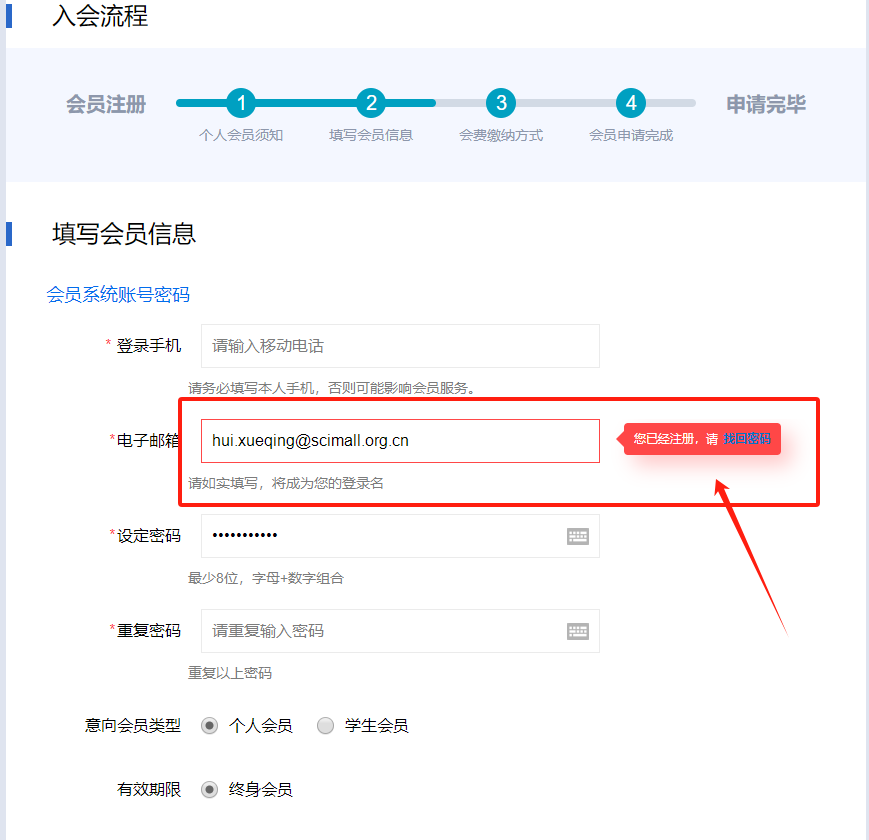 入会流程
会员注册 1 2 3 4 申请完毕
个人会员须知 填写会员信息 会费缴纳方式 会员申请完成
填写会员信息
会员系统账号密码
* 登录手机 请输入移动电话
请务必填写本人手机，否则可能影响会员服务。
*电子邮箱 hui.xueqing@scimall.org.cn 您已经注册，请 找回密码
请如实填写，将成为您的登录名
*设定密码 •••••••••••
最少8位，字母+数字组合
*重复密码 请重复输入密码
重复以上密码
意向会员类型 个人会员 学生会员
有效期限 终身会员